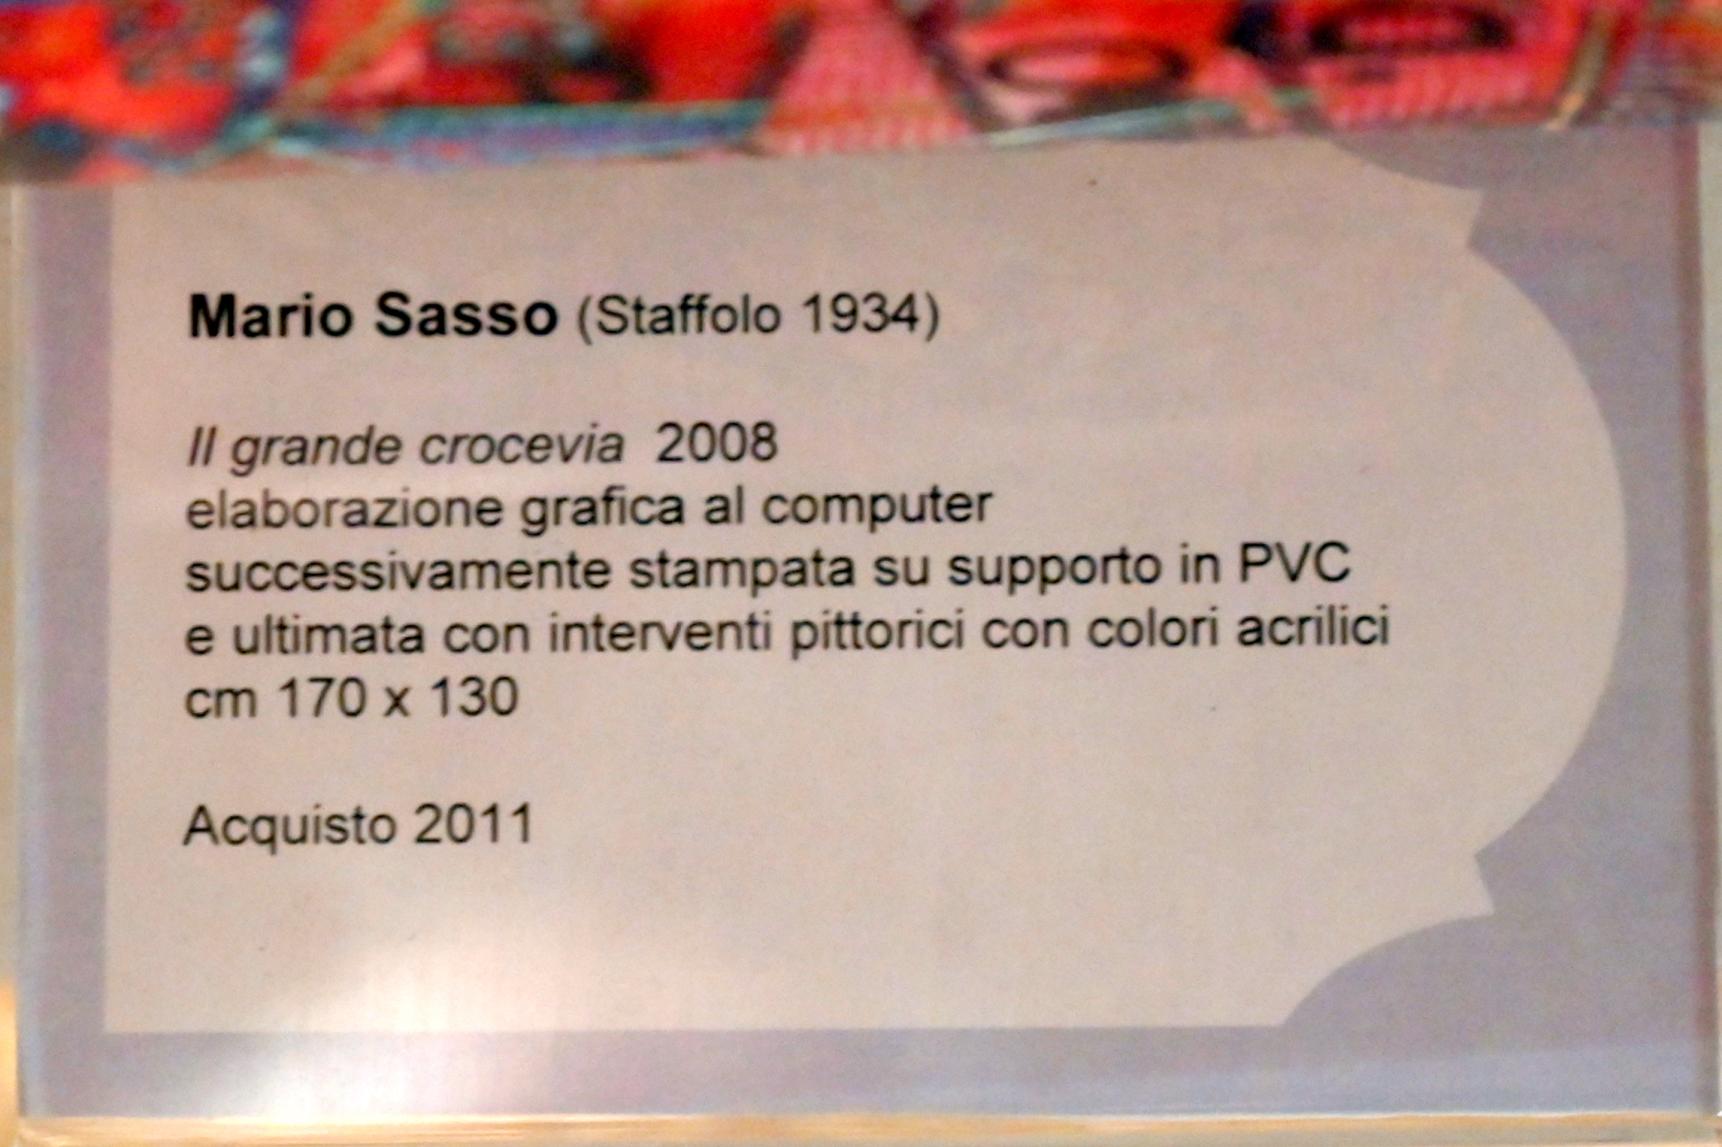 Mario Sasso (Staffolo 1934)
Il grande crocevia 2008
elaborazione grafica al computer
successivamente stampata su supporto in PVC
e ultimata con interventi pittorici con colori acrilici
cm 170 x 130
Acquisto 2011